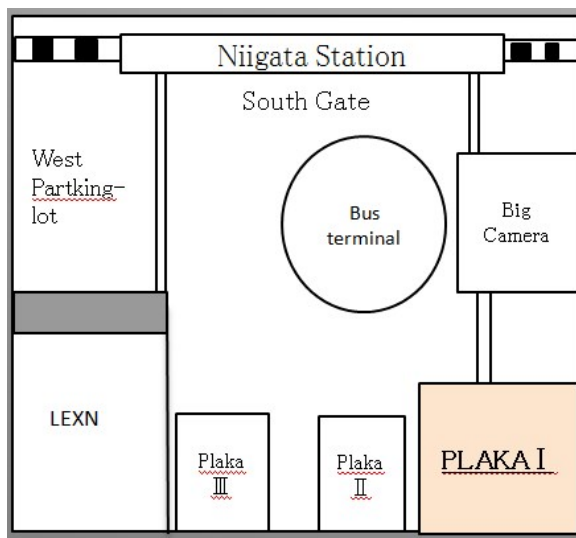 Niigata Station
South Gate
West
Partking-
lot
Bus
terminal
Big
Camera
LEXN
Plaka
Ⅲ
Plaka
Ⅱ
PLAKAⅠ